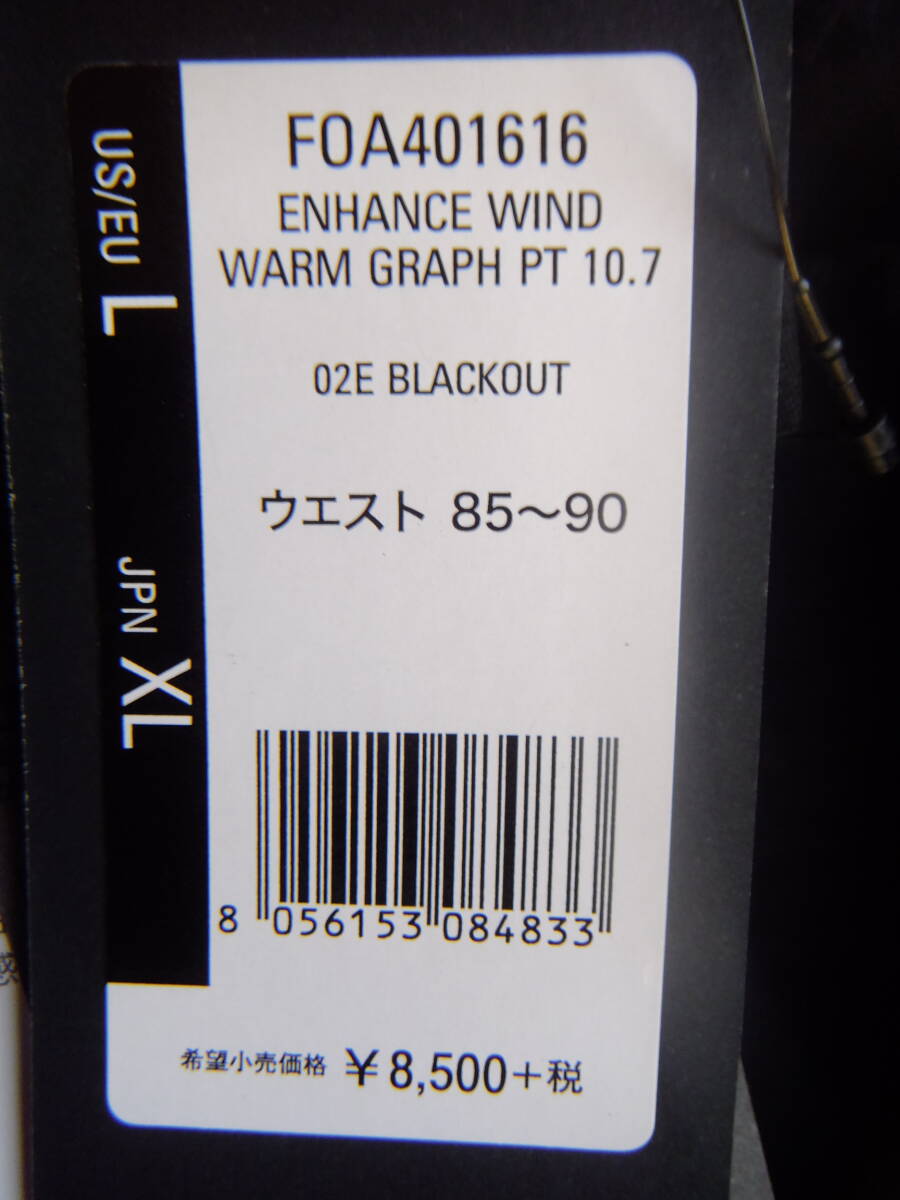 FOA401616
ENHANCE WIND
WARM GRAPH PT 10.7
02E BLACKOUT
ウエスト 85～90
US/EU L
JPN XL
8 056153 084833
希望小売価格 ¥8,500+税